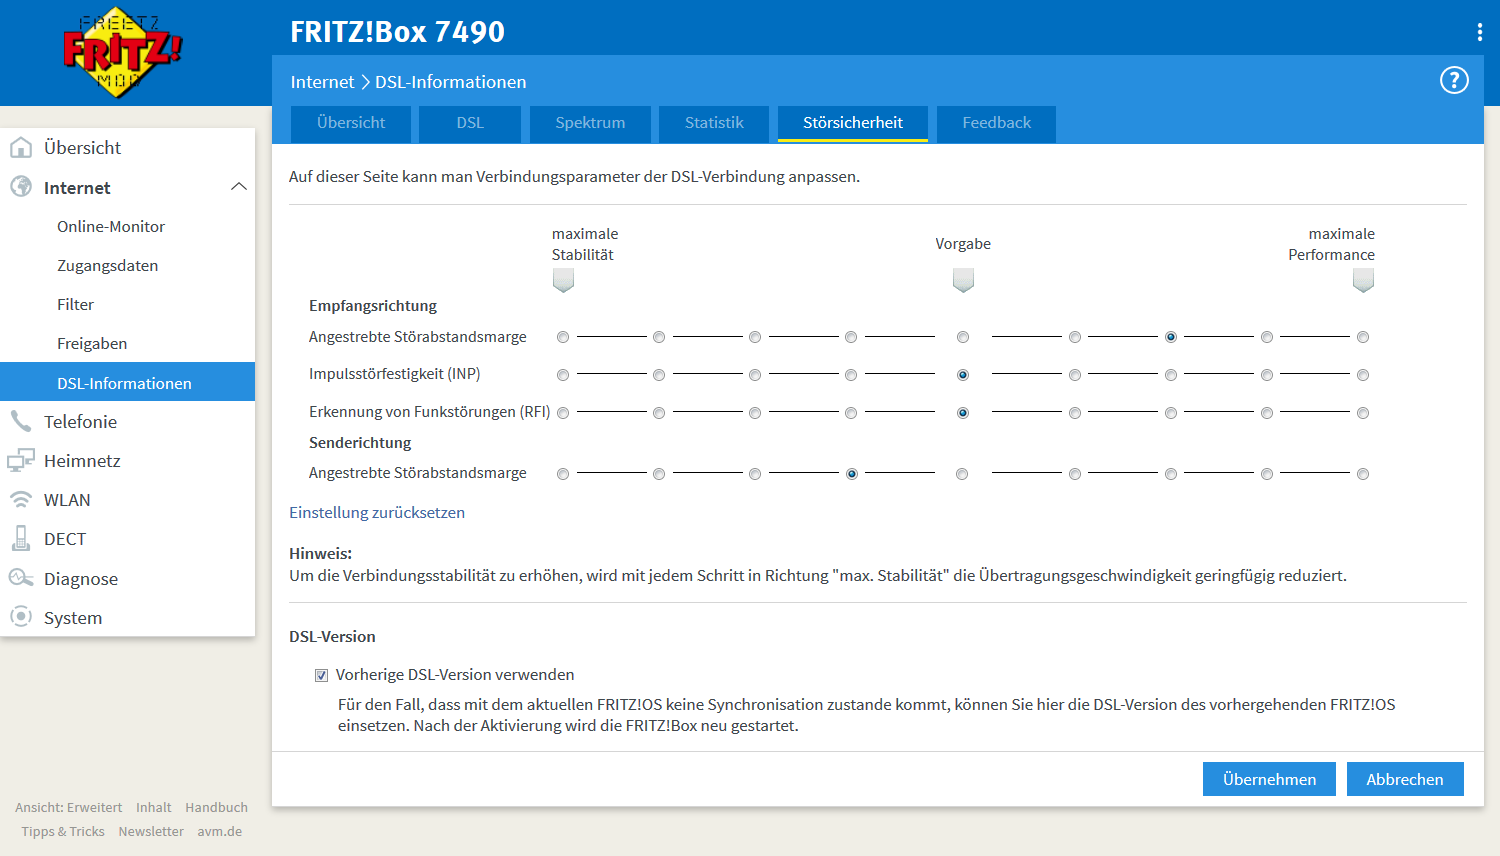 FREETZ
FRITZ!
MOD
FRITZ!Box 7490
Internet > DSL-Informationen
?
Übersicht
DSL
Spektrum
Statistik
Störsicherheit
Feedback
Übersicht
Internet
Online-Monitor
Zugangsdaten
Filter
Freigaben
DSL-Informationen
Telefonie
Heimnetz
WLAN
DECT
Diagnose
System
Ansicht: Erweitert Inhalt Handbuch
Tipps & Tricks Newsletter avm.de
Auf dieser Seite kann man Verbindungsparameter der DSL-Verbindung anpassen.
maximale
Stabilität
Vorgabe
maximale
Performance
Empfangsrichtung
Angestrebte Störabstandsmarge
Impulsstörfestigkeit (INP)
Erkennung von Funkstörungen (RFI)
Senderichtung
Angestrebte Störabstandsmarge
Einstellung zurücksetzen
Hinweis:
Um die Verbindungsstabilität zu erhöhen, wird mit jedem Schritt in Richtung "max. Stabilität" die Übertragungsgeschwindigkeit geringfügig reduziert.
DSL-Version
Vorherige DSL-Version verwenden
Für den Fall, dass mit dem aktuellen FRITZ!OS keine Synchronisation zustande kommt, können Sie hier die DSL-Version des vorhergehenden FRITZ!OS
einsetzen. Nach der Aktivierung wird die FRITZ!Box neu gestartet.
Übernehmen
Abbrechen